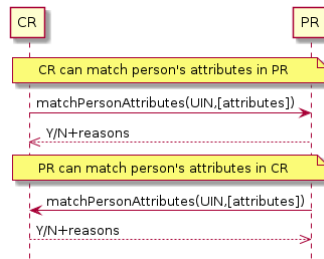 CR PR
CR can match person's attributes in PR
matchPersonAttributes(UIN,[attributes])
Y/N+reasons
PR can match person's attributes in CR
matchPersonAttributes(UIN,[attributes])
Y/N+reasons